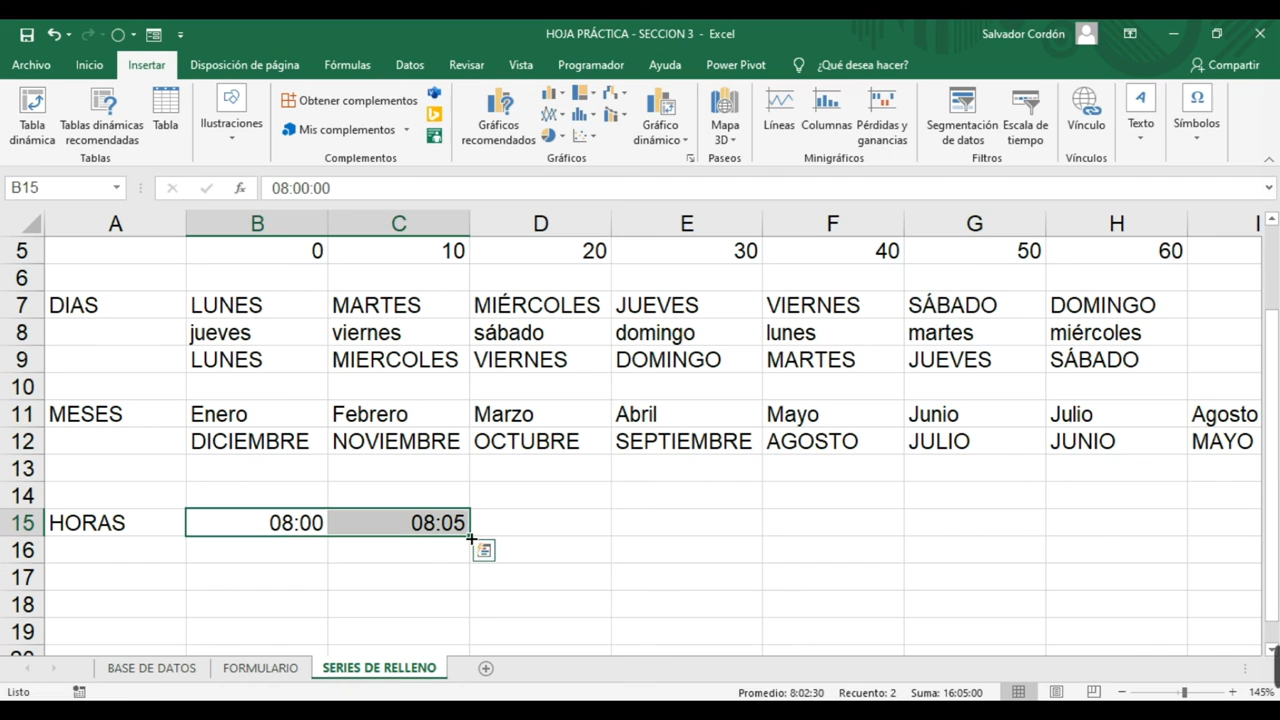 HOJA PRÁCTICA - SECCION 3 - Excel
Salvador Cordón
Archivo Inicio Insertar Disposición de página Fórmulas Datos Revisar Vista Programador Ayuda Power Pivot ¿Qué desea hacer? Compartir
Tabla dinámica
Tablas dinámicas recomendadas
Tabla
Tablas
Ilustraciones
Obtener complementos
Mis complementos
Complementos
Gráficos recomendados
Gráfico dinámico
Gráficos
Mapa 3D
Paseos
Líneas
Columnas
Pérdidas y ganancias
Minigráficos
Segmentación de datos
Escala de tiempo
Filtros
Vínculo
Vínculos
A
Texto
Ω
Símbolos
B15 fx 08:00:00
A B C D E F G H I
5 0 10 20 30 40 50 60
6
7 DIAS LUNES MARTES MIÉRCOLES JUEVES VIERNES SÁBADO DOMINGO
8 jueves viernes sábado domingo lunes martes miércoles
9 LUNES MIERCOLES VIERNES DOMINGO MARTES JUEVES SÁBADO
10
11 MESES Enero Febrero Marzo Abril Mayo Junio Julio Agosto
12 DICIEMBRE NOVIEMBRE OCTUBRE SEPTIEMBRE AGOSTO JULIO JUNIO MAYO
13
14
15 HORAS 08:00 08:05
16
17
18
19
BASE DE DATOS FORMULARIO SERIES DE RELLENO
Listo Promedio: 8:02:30 Recuento: 2 Suma: 16:05:00 145%